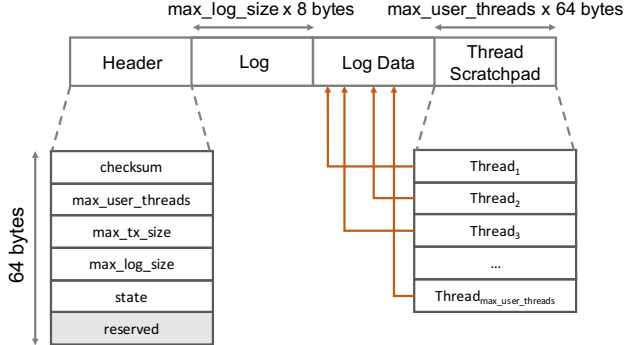 max_log_size x 8 bytes
max_user_threads x 64 bytes
Header
Log
Log Data
Thread
Scratchpad
64 bytes
checksum
max_user_threads
max_tx_size
max_log_size
state
reserved
Thread1
Thread2
Thread3
...
Threadmax_user_threads